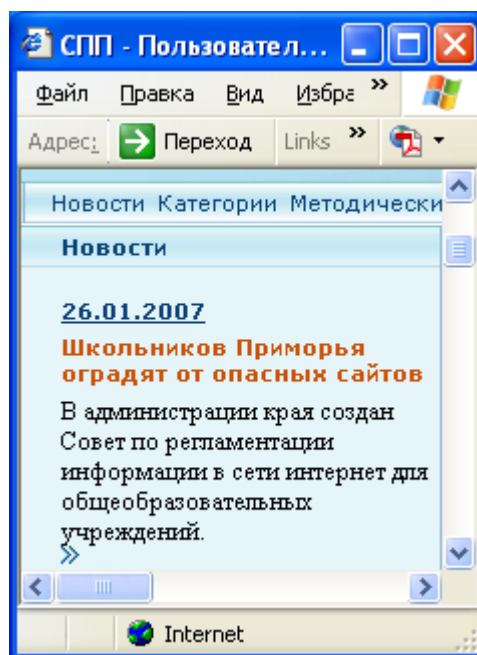 СПП - Пользовател...
Файл Правка Вид Избра »
Адрес: Переход Links »
Новости Категории Методически
Новости
26.01.2007
Школьников Приморья
оградят от опасных сайтов
В администрации края создан
Совет по регламентации
информации в сети интернет для
общеобразовательных
учреждений.
»
Internet